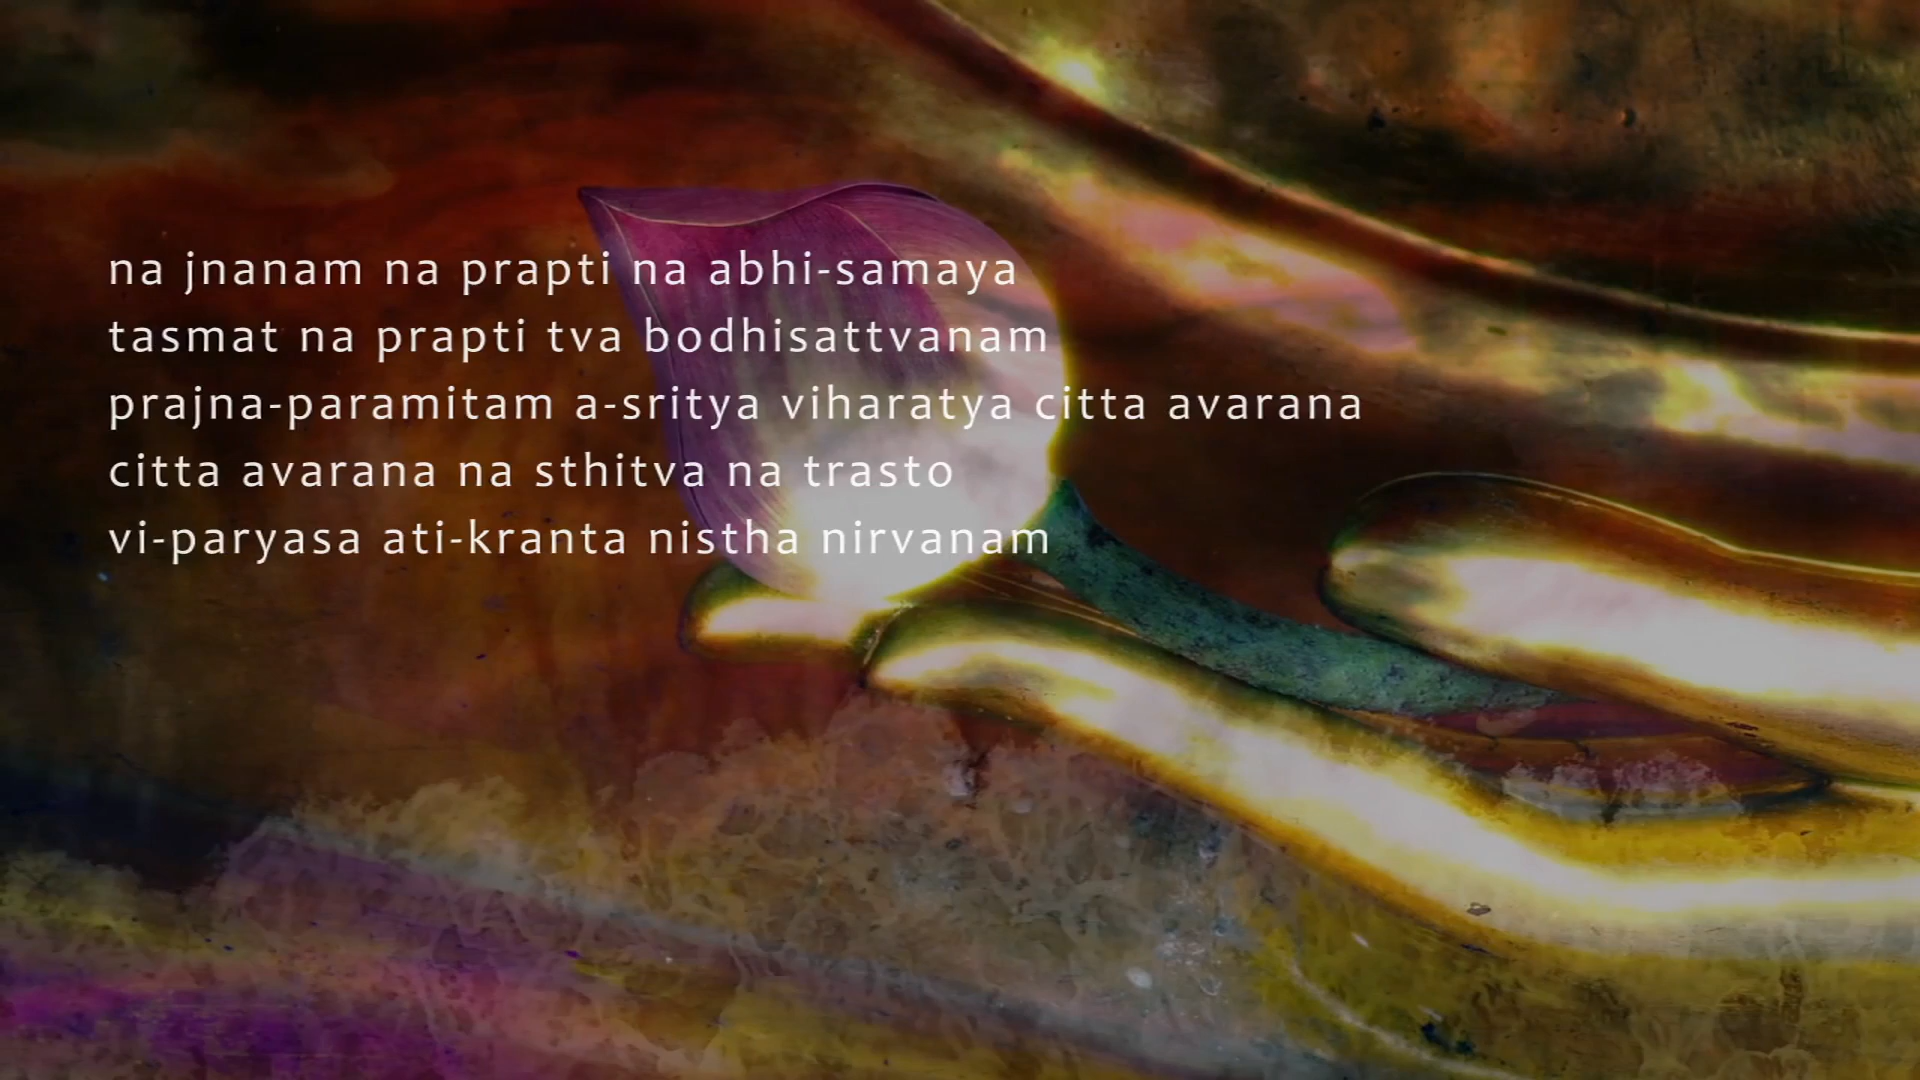 na jnanam na prapti na abhi-samaya
tasmat na prapti tva bodhisattvanam
prajna-paramitam a-sritya viharatya citta avarana
citta avarana na sthitva na trasto
vi-paryasa ati-kranta nistha nirvanam